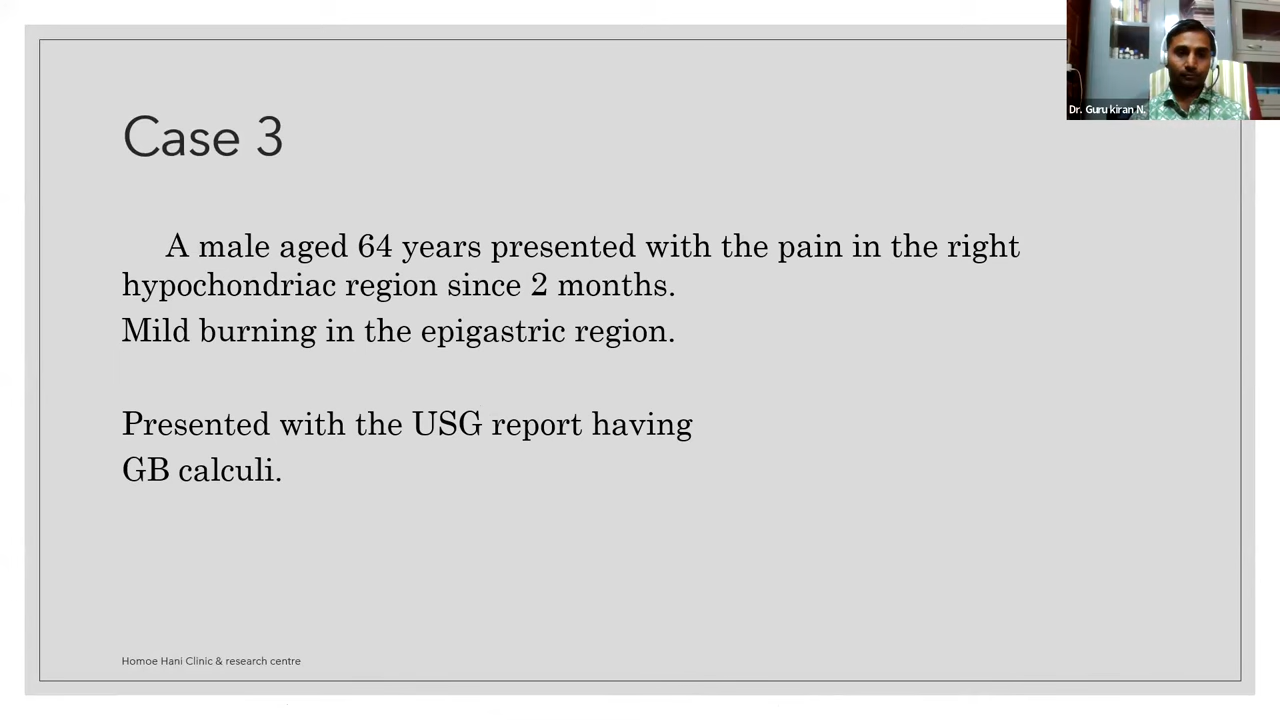 Dr. Guru kiran N.
Case 3
A male aged 64 years presented with the pain in the right
hypochondriac region since 2 months.
Mild burning in the epigastric region.
Presented with the USG report having
GB calculi.
Homoe Hani Clinic & research centre